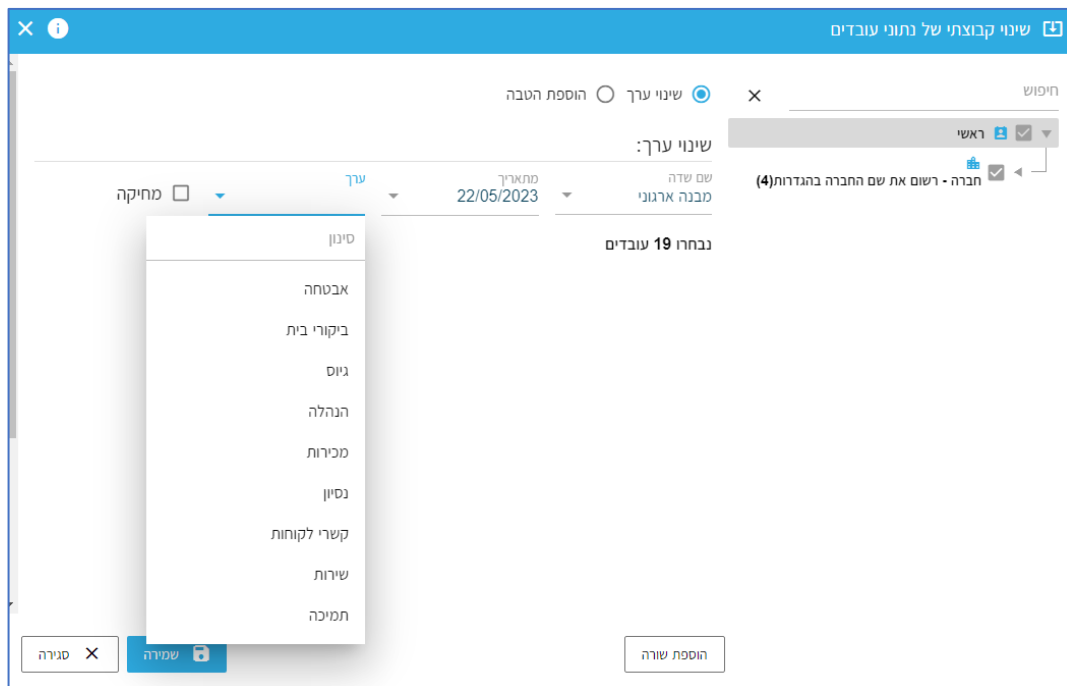 שינוי קבוצתי של נתוני עובדים
חיפוש
ראשי
חברה - רשום את שם החברה בהגדרות(4)
שינוי ערך
הוספת הטבה
שינוי ערך:
שם שדה
מבנה ארגוני
מתאריך
22/05/2023
ערך
מחיקה
נבחרו 19 עובדים
סינון
אבטחה
ביקורי בית
גיוס
הנהלה
מכירות
נסיון
קשרי לקוחות
שירות
תמיכה
הוספת שורה
שמירה
סגירה